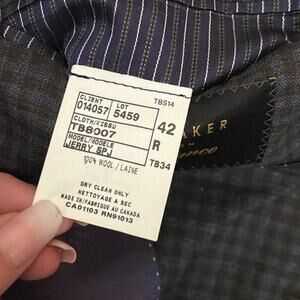 TBS14
CLIENT LOT
014057 5459
CLOTH/TISSU
TB8007
MODEL/MODELE
JERRY SPJ
42
R
TB34
100% WOOL / LAINE
DRY CLEAN ONLY
NETTOYAGE A SEC
MADE IN/FABRIQUE AU CANADA
CA01103 RN91013
AKER